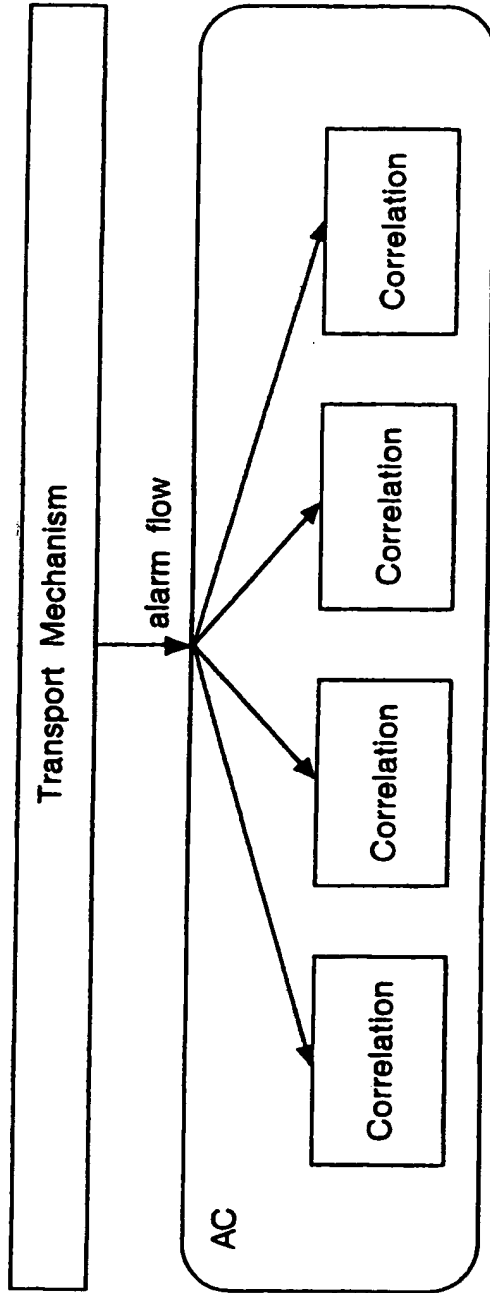 Transport Mechanism
alarm flow
AC
Correlation
Correlation
Correlation
Correlation